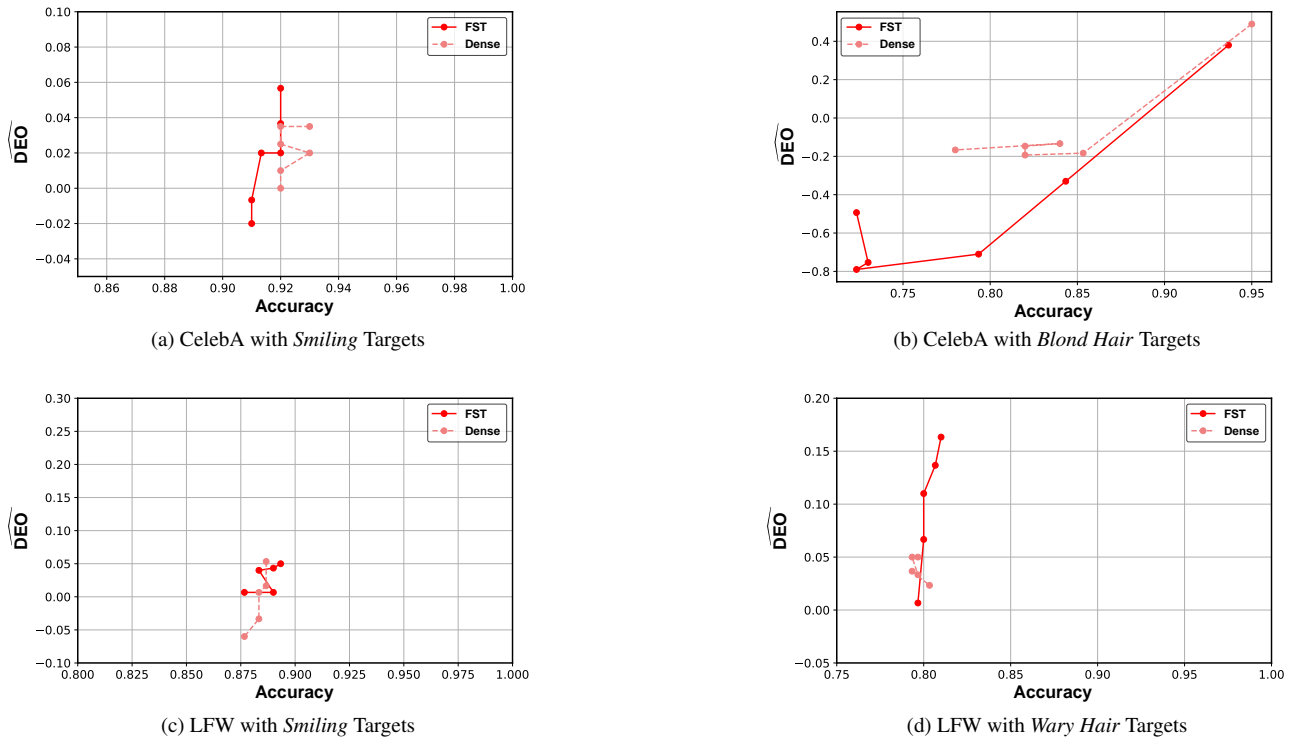 0.10
0.08
0.06
0.04
0.02
0.00
−0.02
−0.04
DEO
FST
Dense
0.86 0.88 0.90 0.92 0.94 0.96 0.98 1.00
Accuracy
(a) CelebA with Smiling Targets
0.4
0.2
0.0
−0.2
−0.4
−0.6
−0.8
DEO
FST
Dense
0.75 0.80 0.85 0.90 0.95
Accuracy
(b) CelebA with Blond Hair Targets
0.30
0.25
0.20
0.15
0.10
0.05
0.00
−0.05
−0.10
DEO
FST
Dense
0.800 0.825 0.850 0.875 0.900 0.925 0.950 0.975 1.000
Accuracy
(c) LFW with Smiling Targets
0.20
0.15
0.10
0.05
0.00
−0.05
DEO
FST
Dense
0.75 0.80 0.85 0.90 0.95 1.00
Accuracy
(d) LFW with Wary Hair Targets